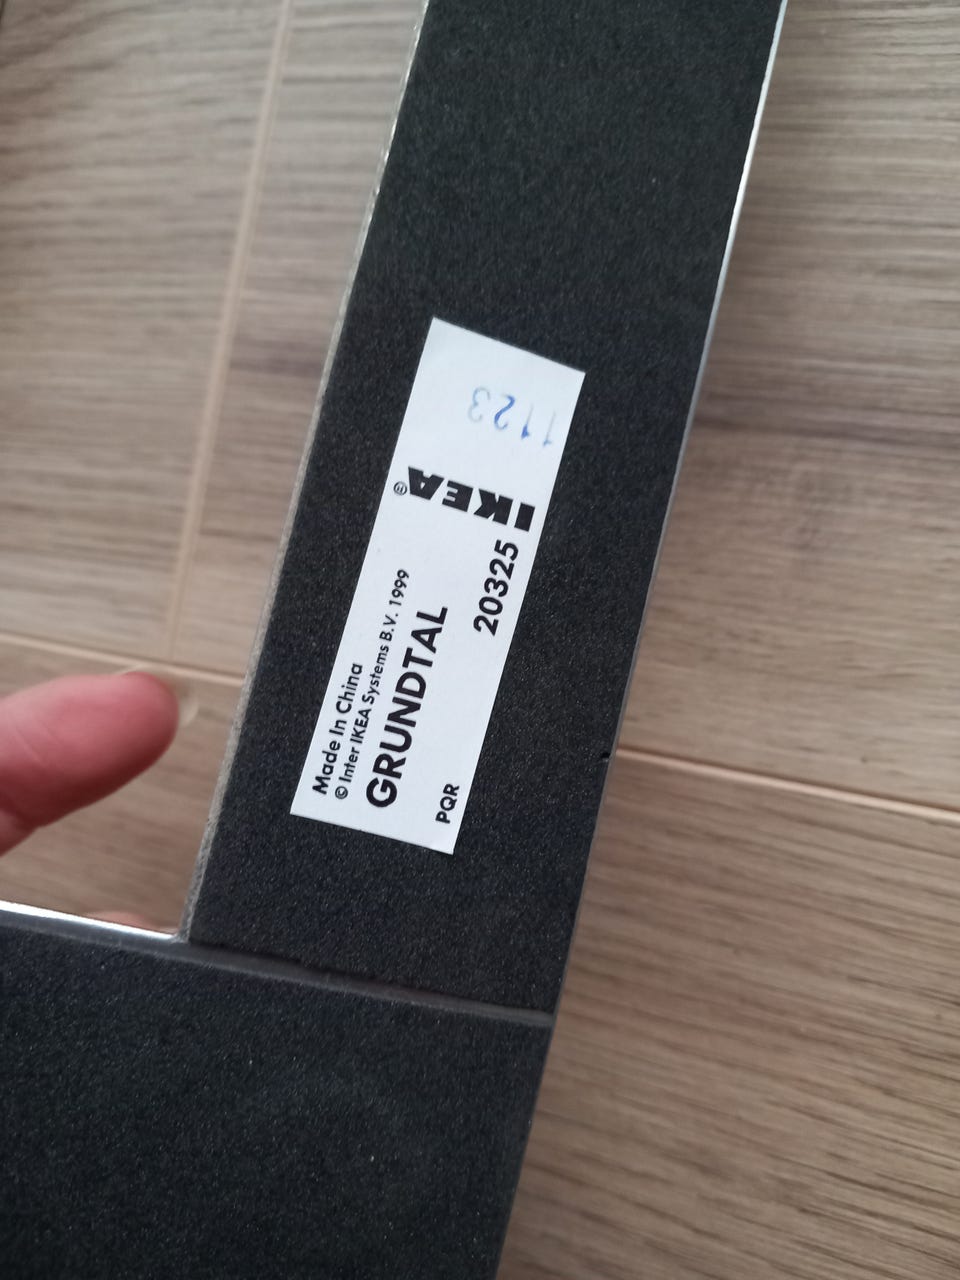 Made In China
© Inter IKEA Systems B.V. 1999
GRUNDTAL
PQR
20325
IKEA®
1123